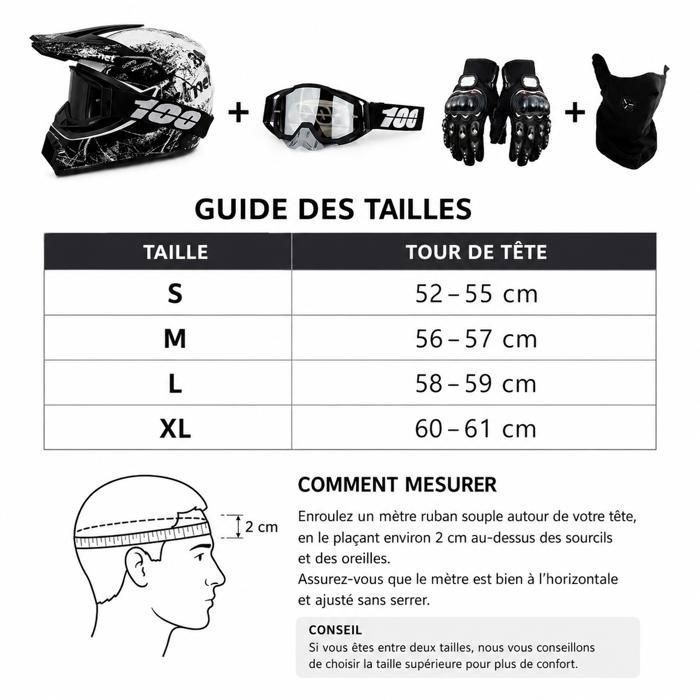 100
+
100
+
GUIDE DES TAILLES
TAILLE TOUR DE TÊTE
S 52–55 cm
M 56–57 cm
L 58–59 cm
XL 60–61 cm
2 cm
COMMENT MESURER
Enroulez un mètre ruban souple autour de votre tête,
en le plaçant environ 2 cm au-dessus des sourcils
et des oreilles.
Assurez-vous que le mètre est bien à l'horizontale
et ajusté sans serrer.
CONSEIL
Si vous êtes entre deux tailles, nous vous conseillons
de choisir la taille supérieure pour plus de confort.